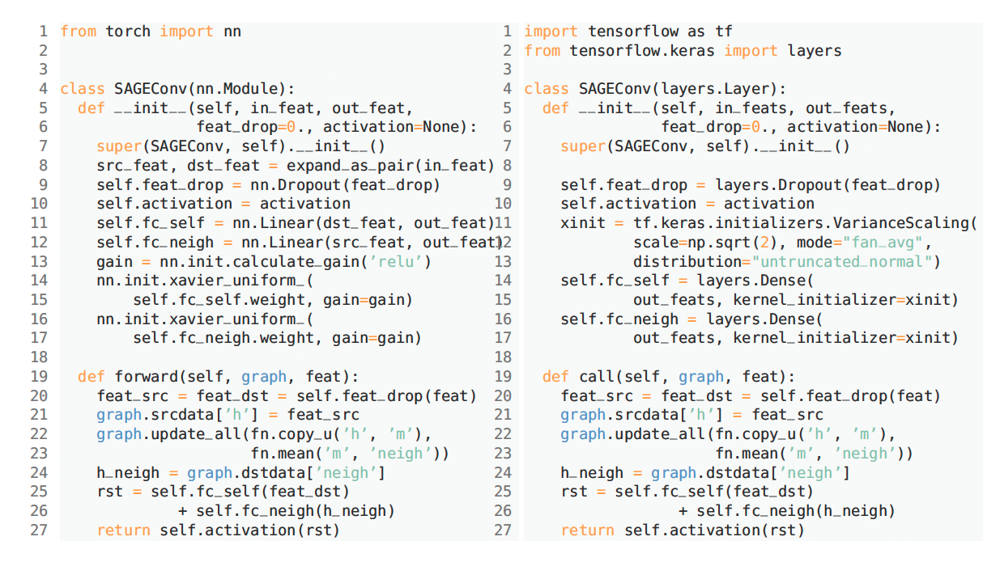 1 from torch import nn
2
3
4 class SAGEConv(nn.Module):
5 def __init__(self, in_feat, out_feat,
6 feat_drop=0., activation=None):
7 super(SAGEConv, self).__init__()
8 src_feat, dst_feat = expand_as_pair(in_feat)
9 self.feat_drop = nn.Dropout(feat_drop)
10 self.activation = activation
11 self.fc_self = nn.Linear(dst_feat, out_feat)
12 self.fc_neigh = nn.Linear(src_feat, out_feat)
13 gain = nn.init.calculate_gain(’relu’)
14 nn.init.xavier_uniform_(
15 self.fc_self.weight, gain=gain)
16 nn.init.xavier_uniform_(
17 self.fc_neigh.weight, gain=gain)
18
19 def forward(self, graph, feat):
20 feat_src = feat_dst = self.feat_drop(feat)
21 graph.srcdata[’h’] = feat_src
22 graph.update_all(fn.copy_u(’h’, ’m’),
23 fn.mean(’m’, ’neigh’))
24 h_neigh = graph.dstdata[’neigh’]
25 rst = self.fc_self(feat_dst)
26 + self.fc_neigh(h_neigh)
27 return self.activation(rst)
1 import tensorflow as tf
2 from tensorflow.keras import layers
3
4 class SAGEConv(layers.Layer):
5 def __init__(self, in_feats, out_feats,
6 feat_drop=0., activation=None):
7 super(SAGEConv, self).__init__()
8
9 self.feat_drop = layers.Dropout(feat_drop)
10 self.activation = activation
11 xinit = tf.keras.initializers.VarianceScaling(
12 scale=np.sqrt(2), mode="fan_avg",
13 distribution="untruncated_normal")
14 self.fc_self = layers.Dense(
15 out_feats, kernel_initializer=xinit)
16 self.fc_neigh = layers.Dense(
17 out_feats, kernel_initializer=xinit)
18
19 def call(self, graph, feat):
20 feat_src = feat_dst = self.feat_drop(feat)
21 graph.srcdata[’h’] = feat_src
22 graph.update_all(fn.copy_u(’h’, ’m’),
23 fn.mean(’m’, ’neigh’))
24 h_neigh = graph.dstdata[’neigh’]
25 rst = self.fc_self(feat_dst)
26 + self.fc_neigh(h_neigh)
27 return self.activation(rst)